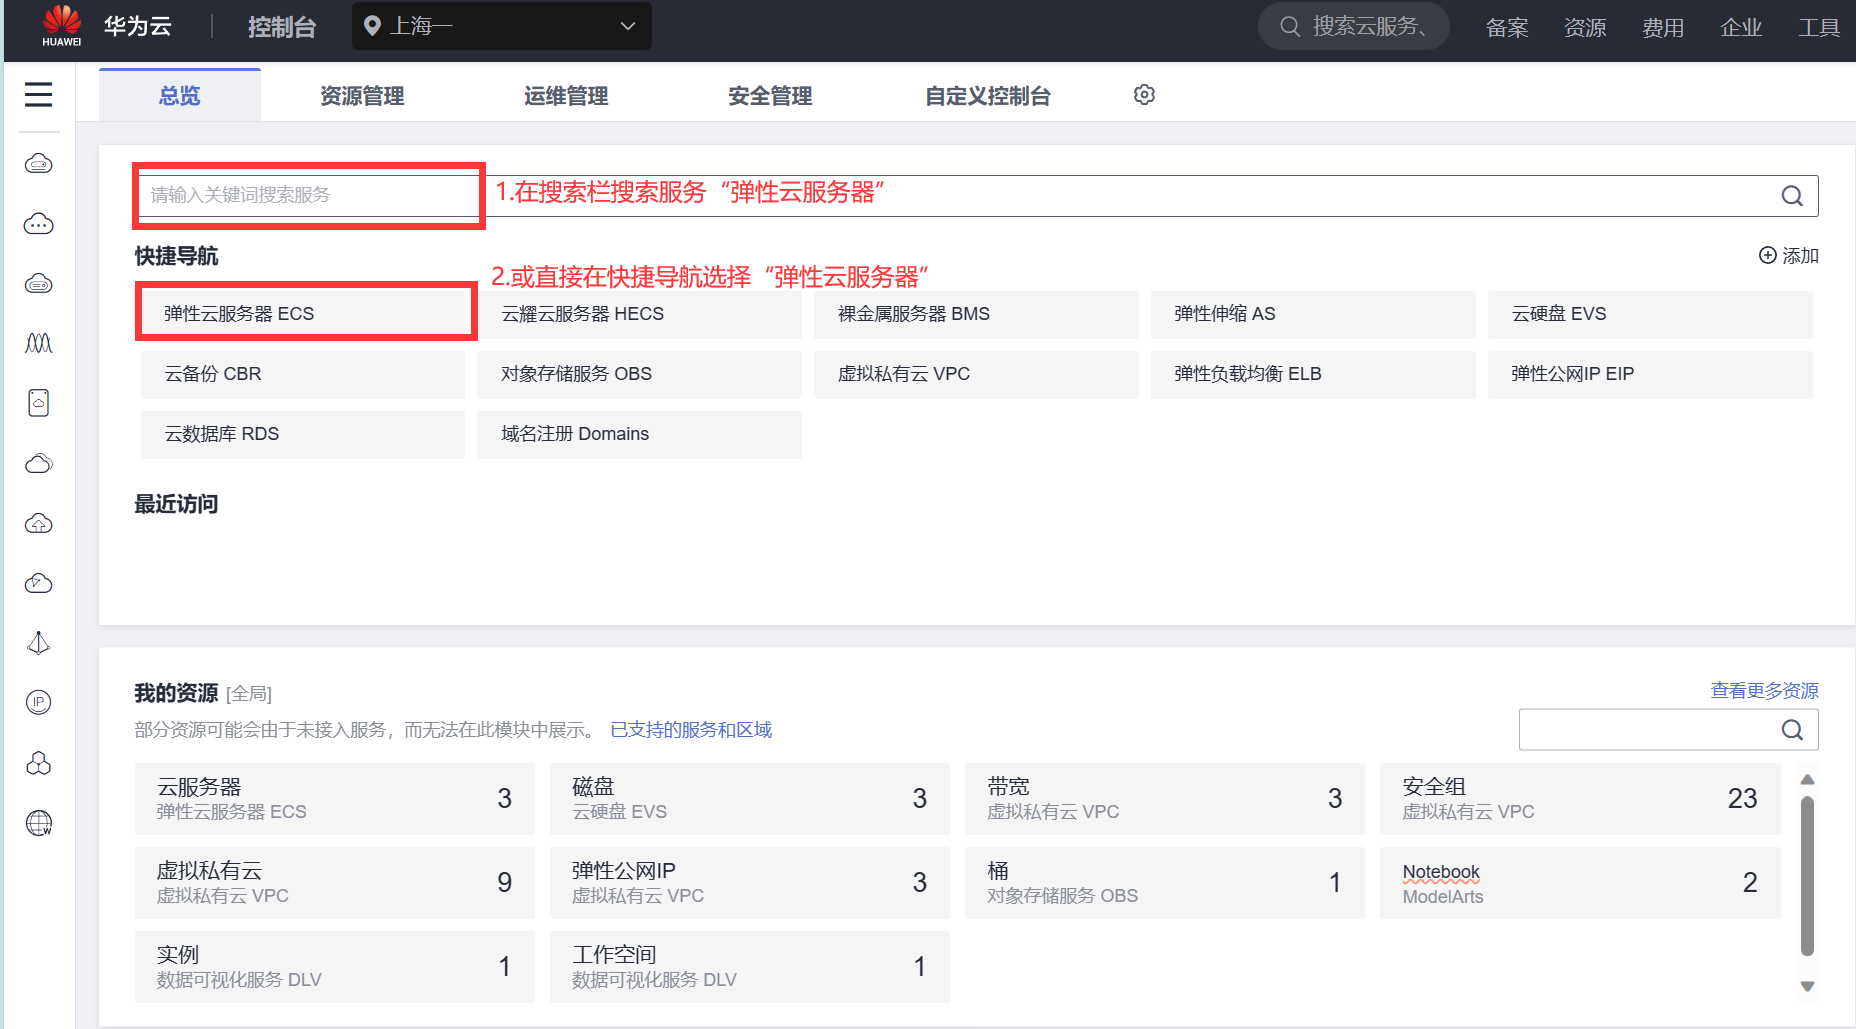 HUAWEI
华为云
控制台
上海一
搜索云服务、
备案
资源
费用
企业
工具
总览
资源管理
运维管理
安全管理
自定义控制台
请输入关键词搜索服务
1.在搜索栏搜索服务“弹性云服务器”
快捷导航
添加
2.或直接在快捷导航选择“弹性云服务器”
弹性云服务器 ECS
云耀云服务器 HECS
裸金属服务器 BMS
弹性伸缩 AS
云硬盘 EVS
云备份 CBR
对象存储服务 OBS
虚拟私有云 VPC
弹性负载均衡 ELB
弹性公网IP EIP
云数据库 RDS
域名注册 Domains
最近访问
IP
W
我的资源 [全局]
查看更多资源
部分资源可能会由于未接入服务，而无法在此模块中展示。 已支持的服务和区域
云服务器
弹性云服务器 ECS
3
磁盘
云硬盘 EVS
3
带宽
虚拟私有云 VPC
3
安全组
虚拟私有云 VPC
23
虚拟私有云
虚拟私有云 VPC
9
弹性公网IP
虚拟私有云 VPC
3
桶
对象存储服务 OBS
1
Notebook
ModelArts
2
实例
数据可视化服务 DLV
1
工作空间
数据可视化服务 DLV
1